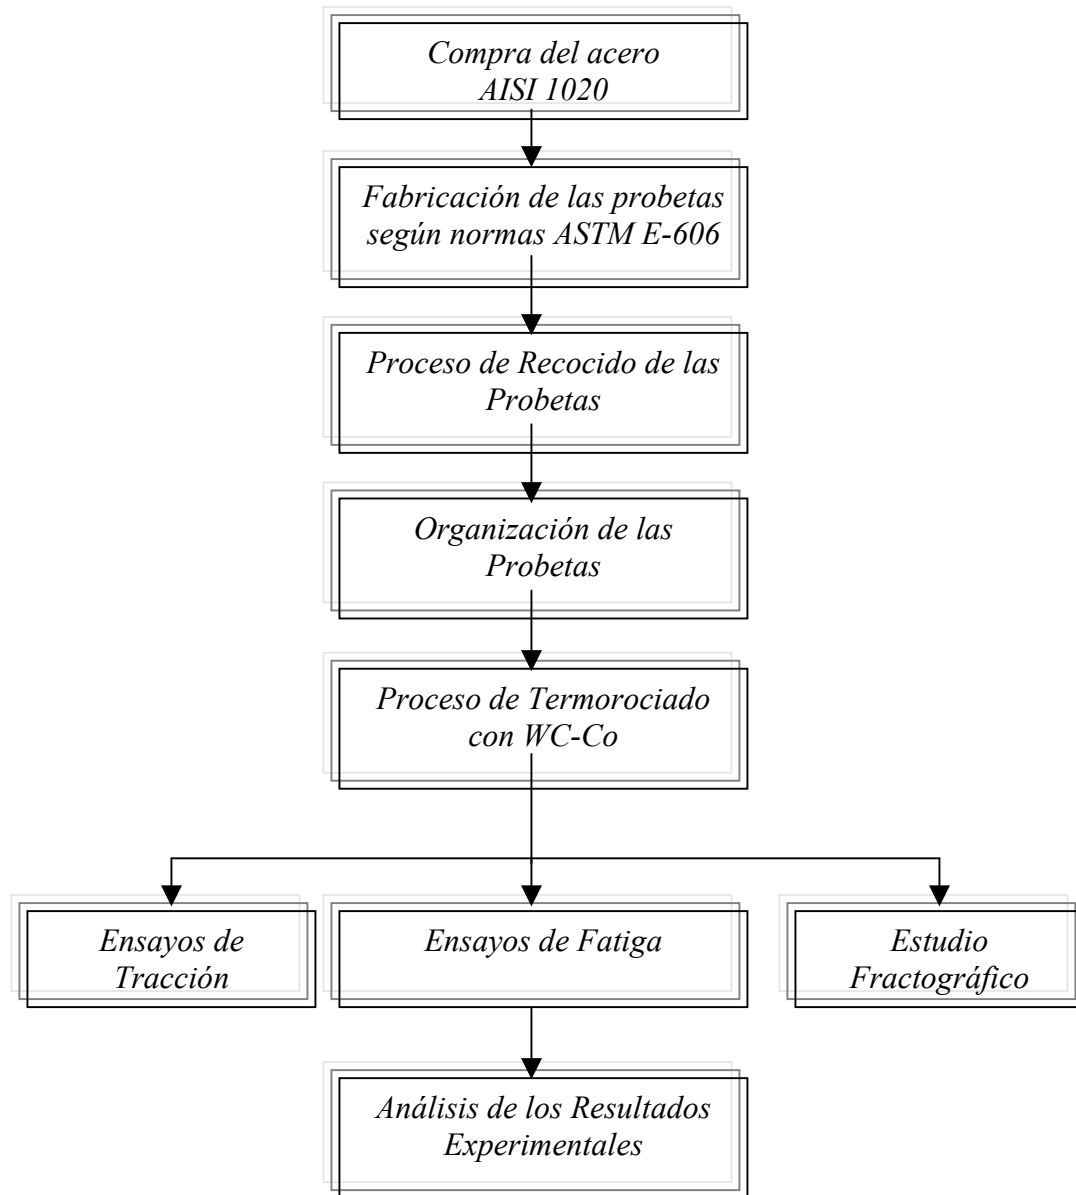 Compra del acero
AISI 1020
Fabricación de las probetas
según normas ASTM E-606
Proceso de Recocido de las
Probetas
Organización de las
Probetas
Proceso de Termorociado
con WC-Co
Ensayos de
Tracción
Ensayos de Fatiga
Estudio
Fractográfico
Análisis de los Resultados
Experimentales